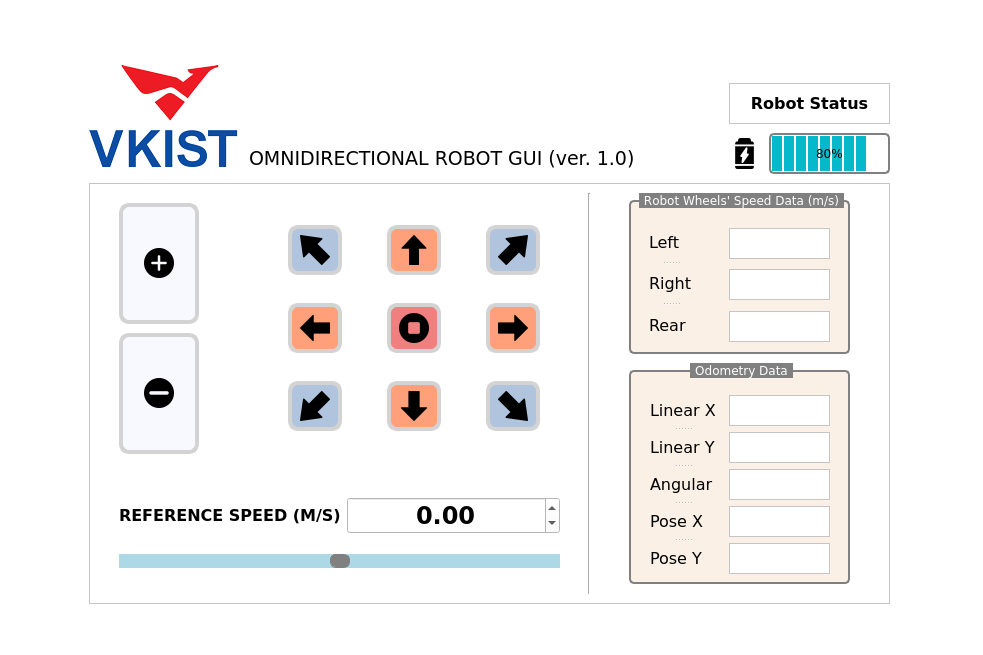 VKIST
OMNIDIRECTIONAL ROBOT GUI (ver. 1.0)
Robot Status
80%
Robot Wheels' Speed Data (m/s)
Left
Right
Rear
Odometry Data
Linear X
Linear Y
Angular
Pose X
Pose Y
REFERENCE SPEED (M/S)
0.00